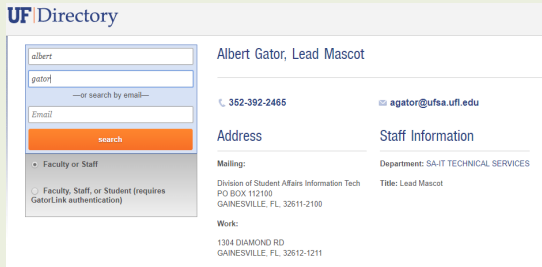 UF Directory
albert
gator
—or search by email—
Email
search
Faculty or Staff
Faculty, Staff, or Student (requires
GatorLink authentication)
Albert Gator, Lead Mascot
352-392-2465
agator@ufsa.ufl.edu
Address
Mailing:
Division of Student Affairs Information Tech
PO BOX 112100
GAINESVILLE, FL, 32611-2100
Work:
1304 DIAMOND RD
GAINESVILLE, FL, 32612-1211
Staff Information
Department: SA-IT TECHNICAL SERVICES
Title: Lead Mascot